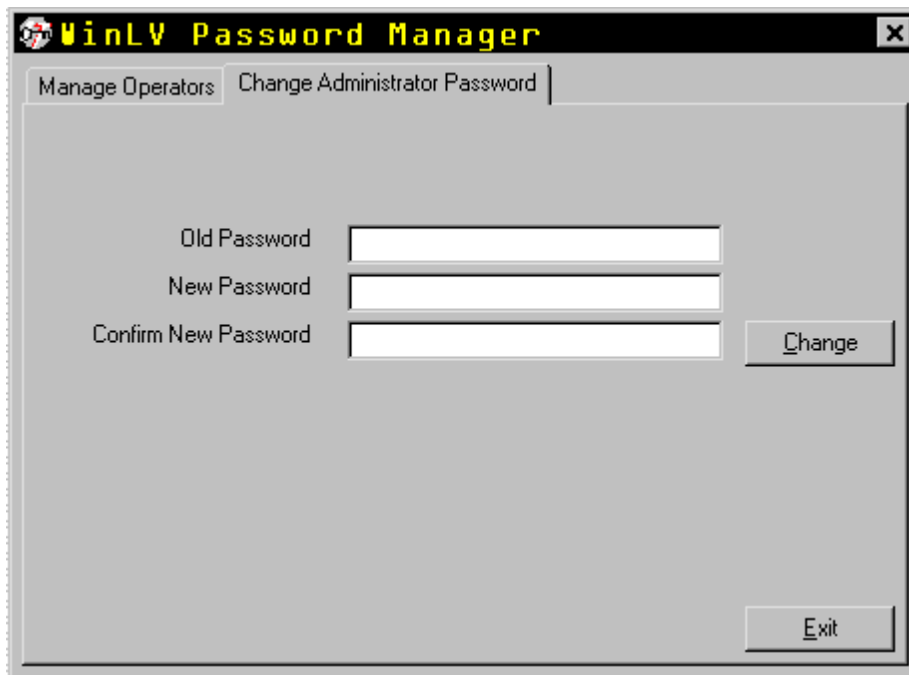 WinLV Password Manager
Manage Operators
Change Administrator Password
Old Password
New Password
Confirm New Password
Change
Exit